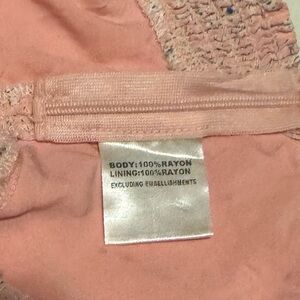 BODY:100%RAYON
LINING:100%RAYON
EXCLUDING EMBELLISHMENTS